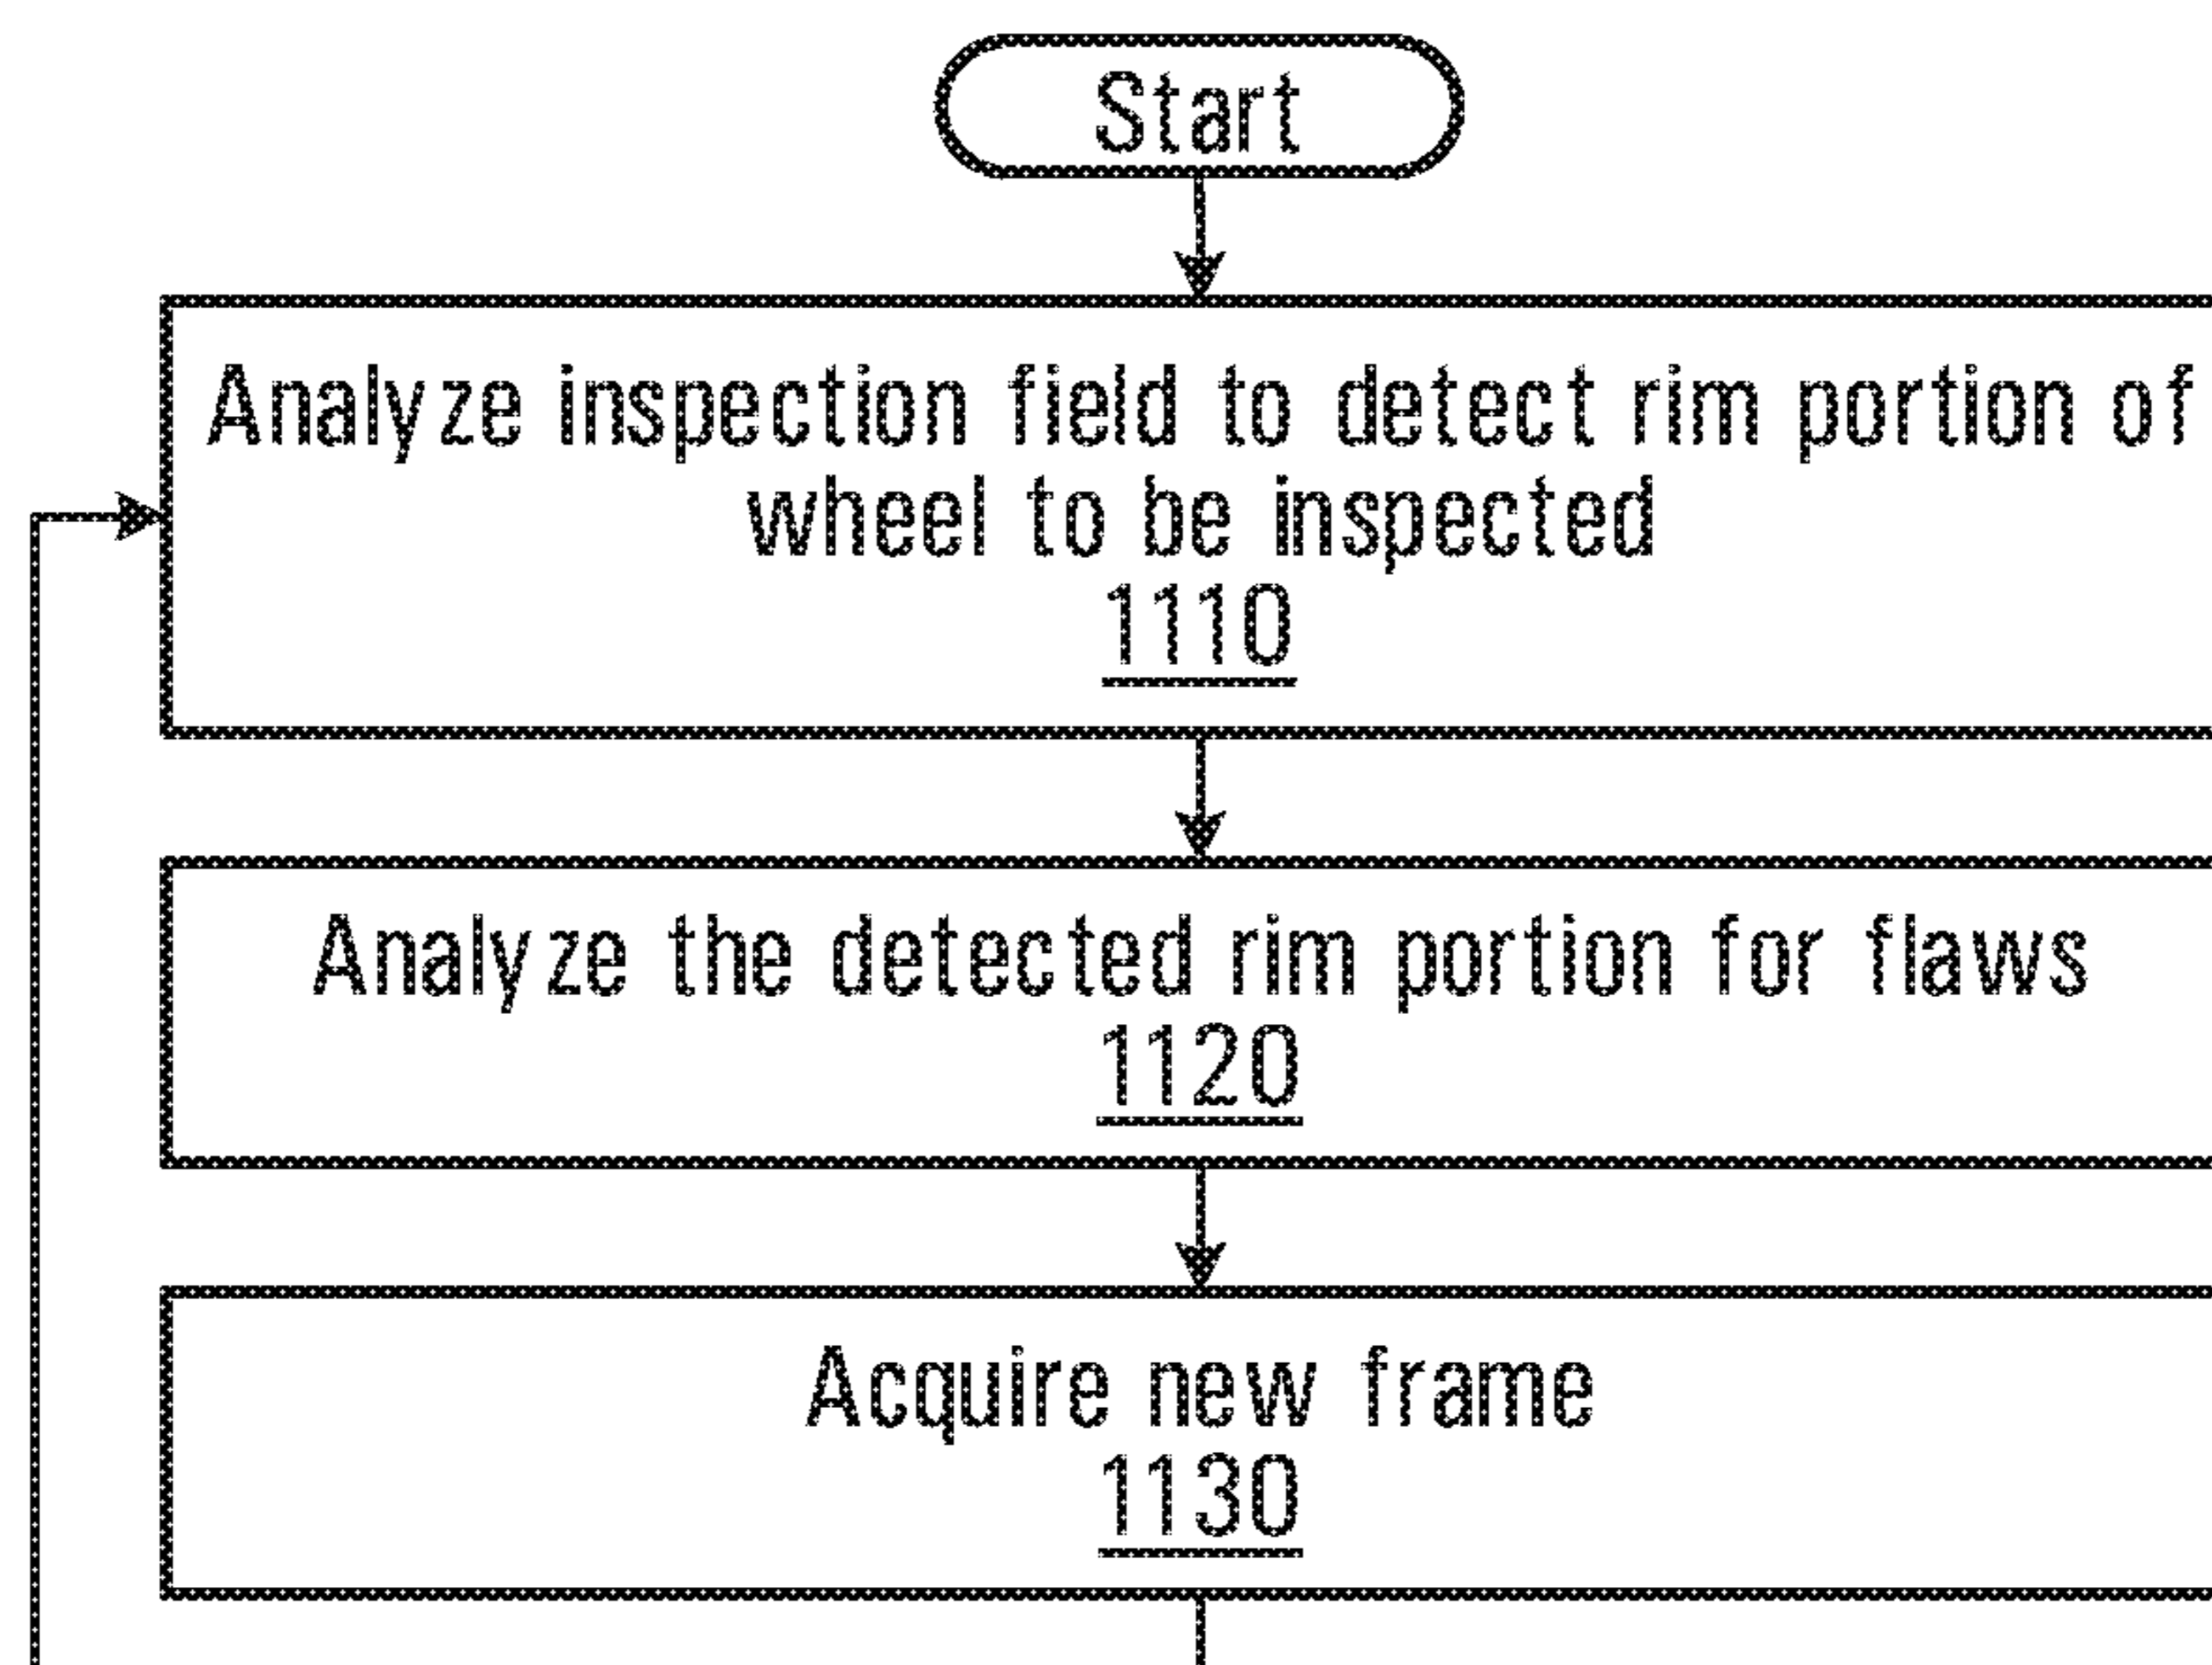 Start
Analyze inspection field to detect rim portion of
wheel to be inspected
1110
Analyze the detected rim portion for flaws
1120
Acquire new frame
1130